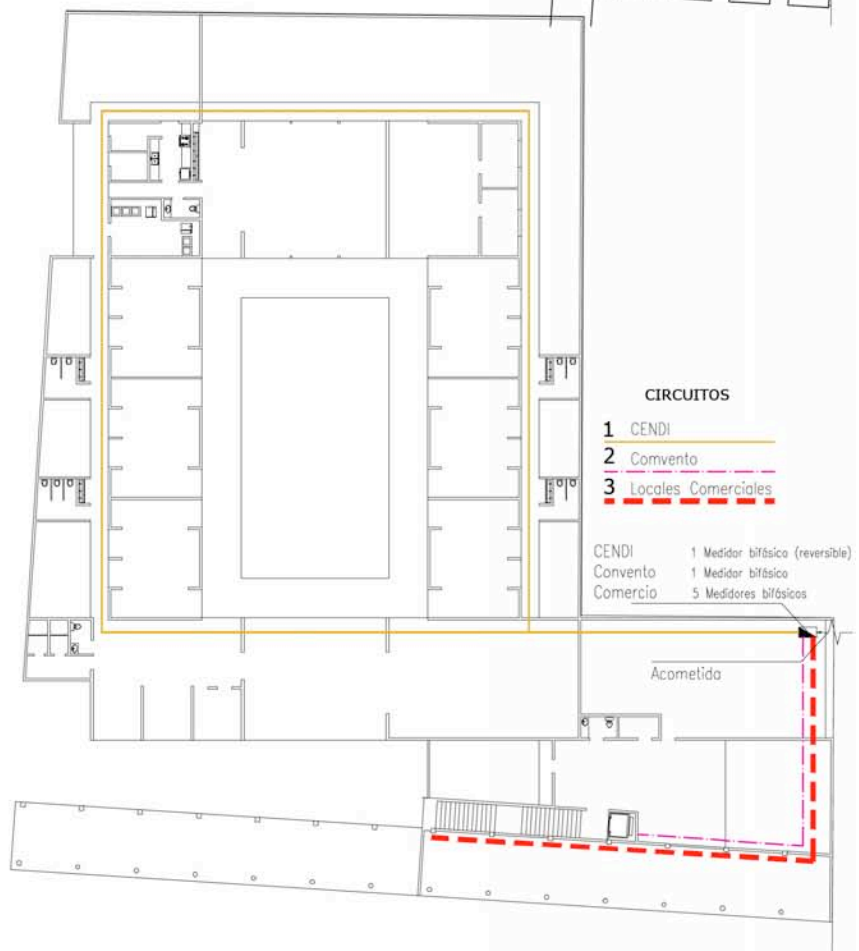 CIRCUITOS
1 CENDI
2 Comvento
3 Locales Comerciales
CENDI 1 Medidor bifásico (reversible)
Convento 1 Medidor bifásico
Comercio 5 Medidores bifásicos
Acometida